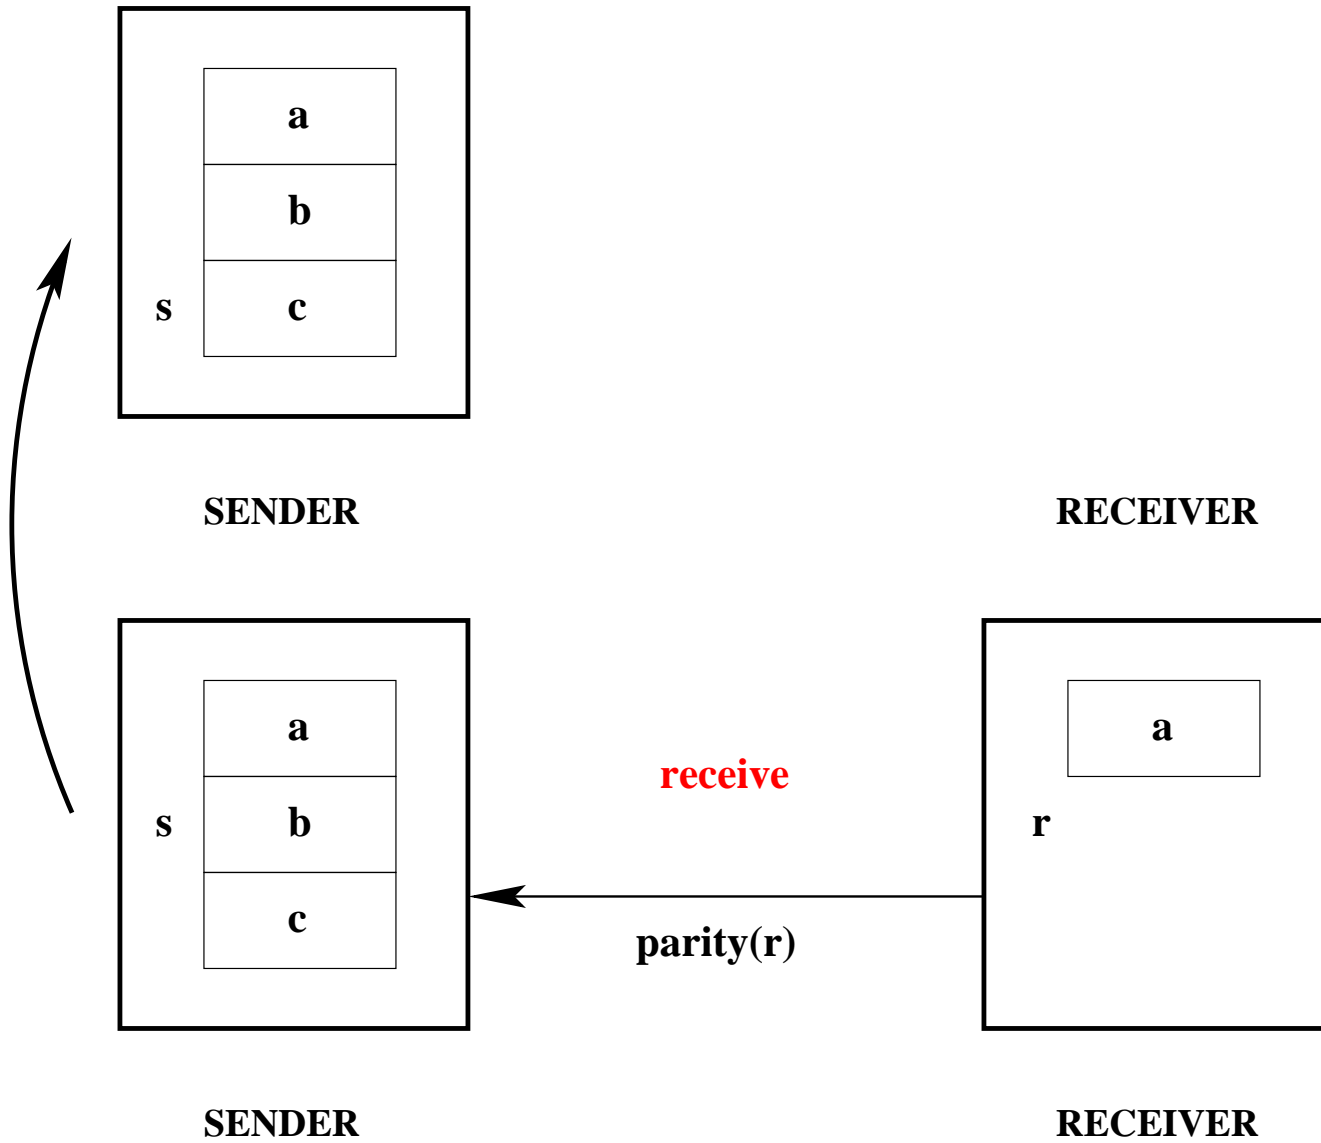 a
b
s c
SENDER RECEIVER
a a
receive
s b r
c
parity(r)
SENDER RECEIVER